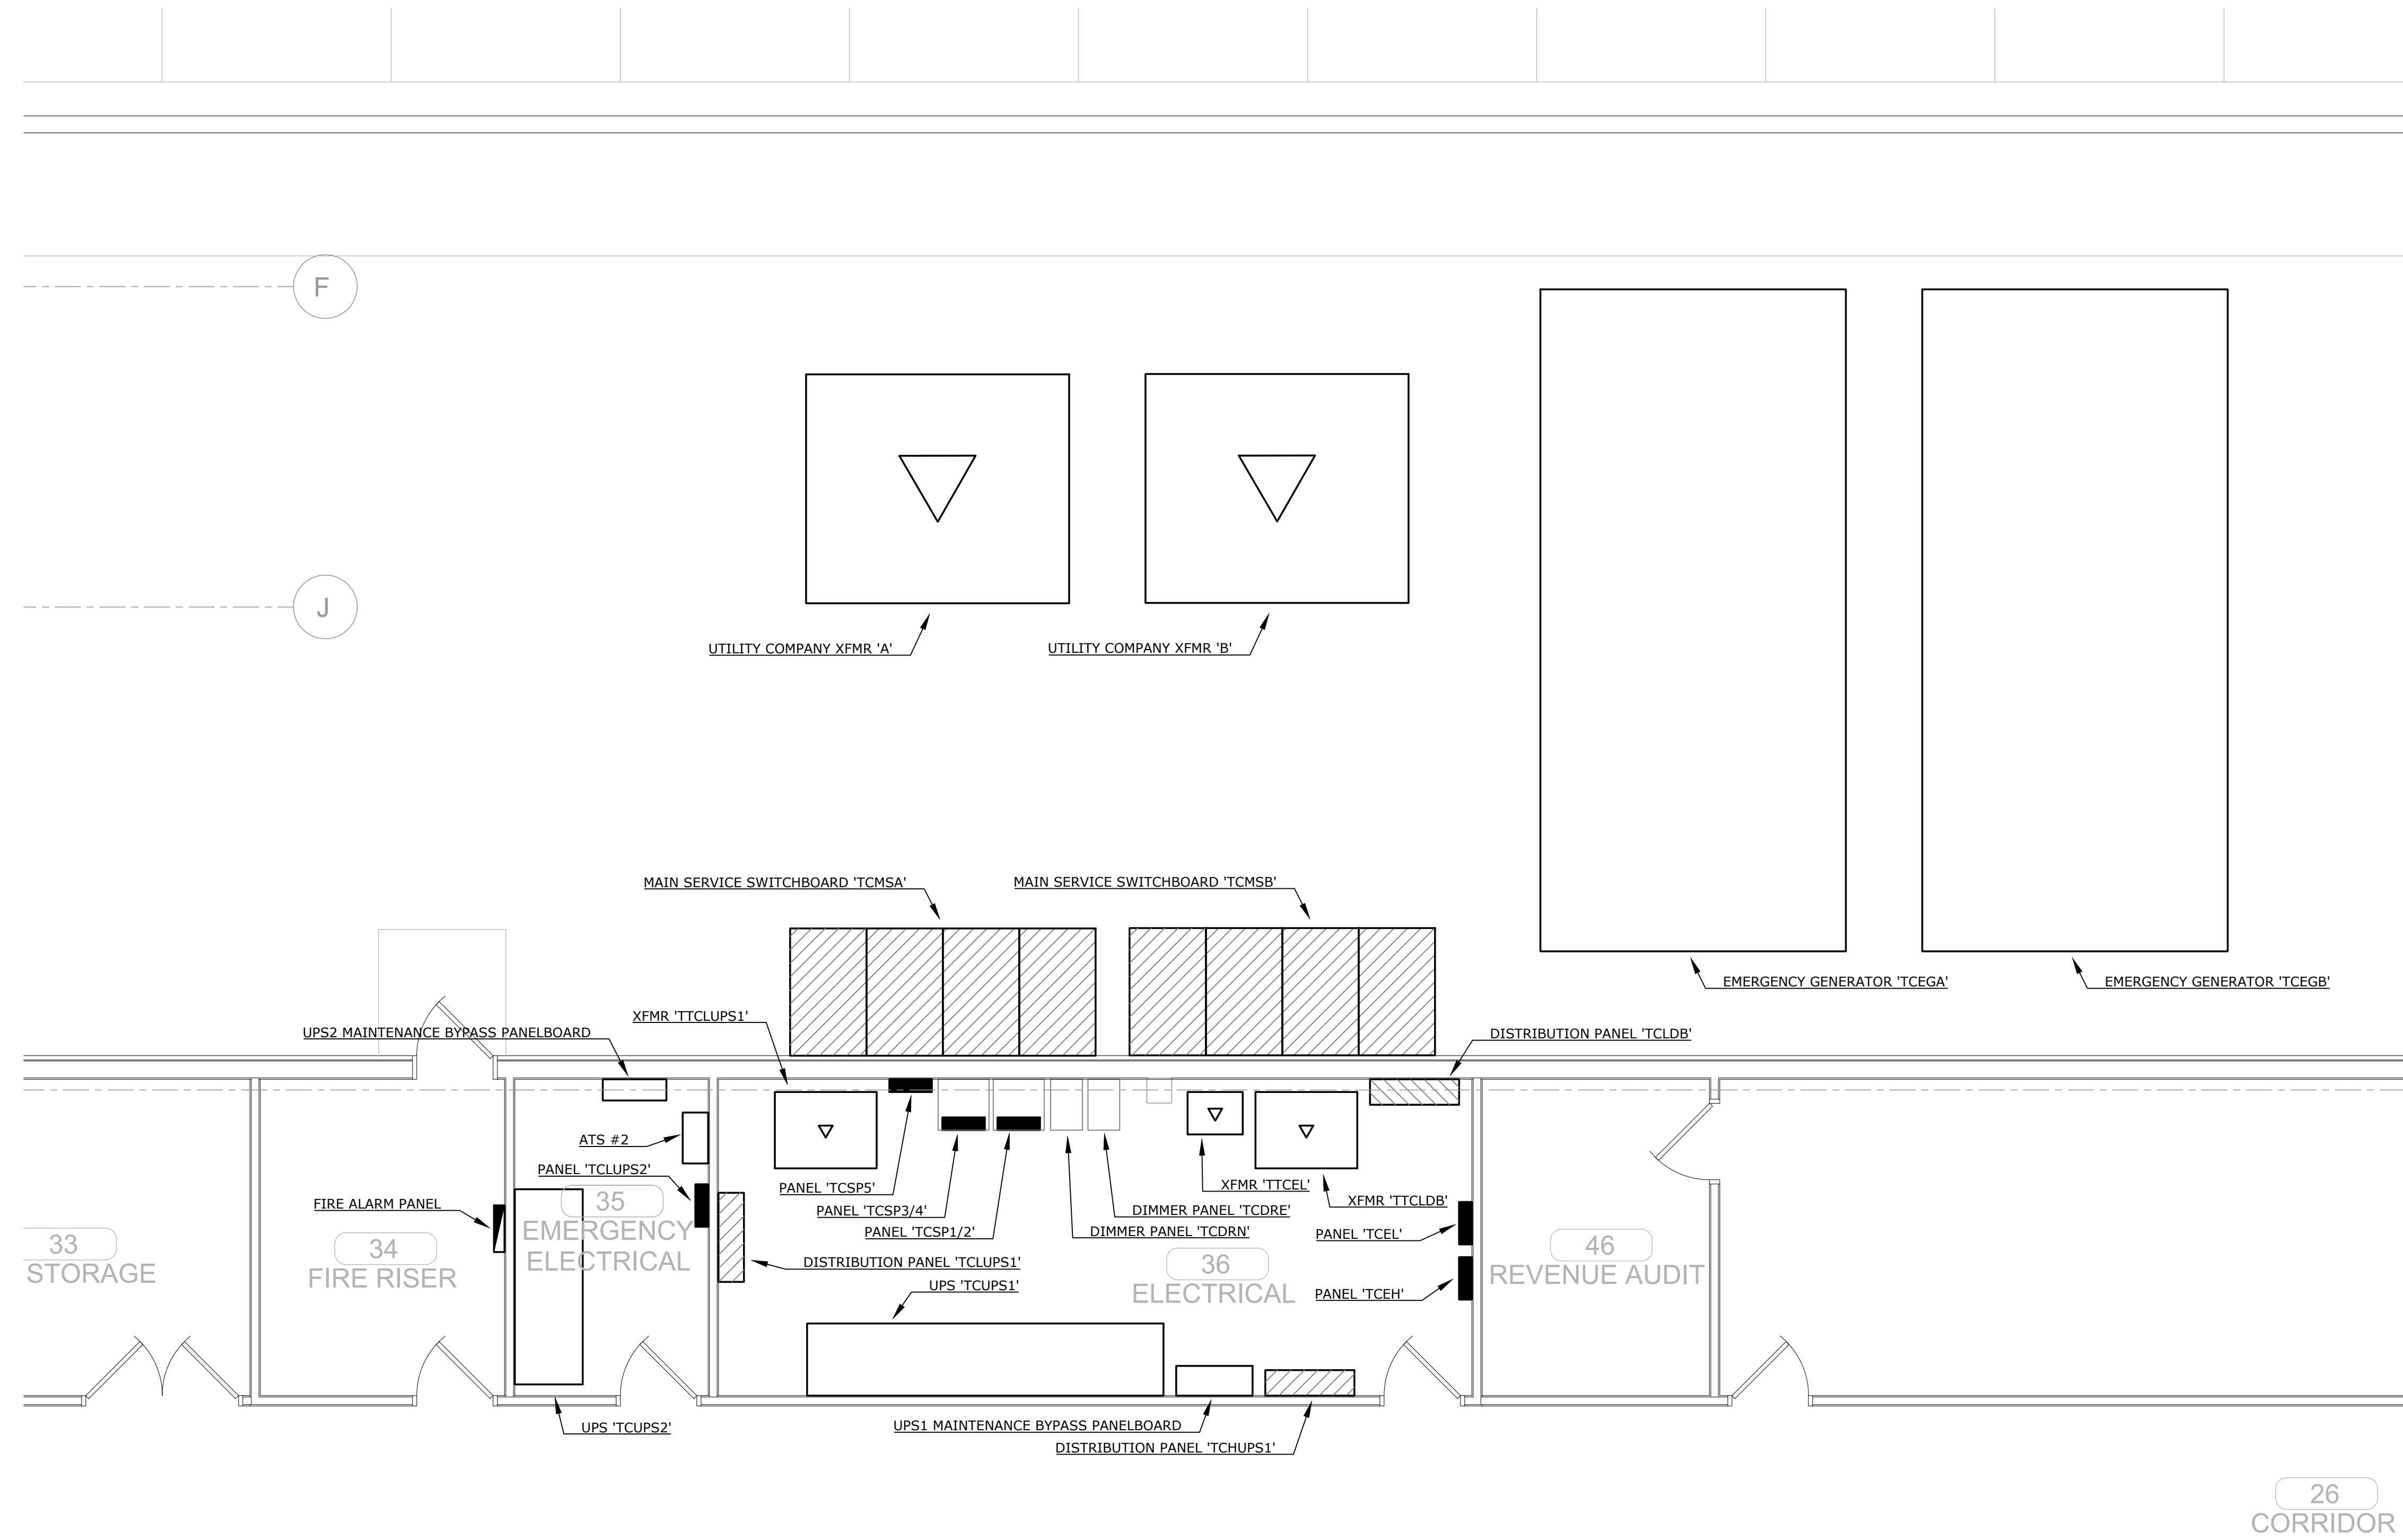 F
J
UTILITY COMPANY XFMR 'A'
UTILITY COMPANY XFMR 'B'
MAIN SERVICE SWITCHBOARD 'TCMSA'
MAIN SERVICE SWITCHBOARD 'TCMSB'
EMERGENCY GENERATOR 'TCEGA'
EMERGENCY GENERATOR 'TCEGB'
XFMR 'TTCLUPS1'
UPS2 MAINTENANCE BYPASS PANELBOARD
DISTRIBUTION PANEL 'TCLDB'
ATS #2
PANEL 'TCLUPS2'
PANEL 'TCSP5'
XFMR 'TTCEL'
XFMR 'TTCLDB'
FIRE ALARM PANEL
PANEL 'TCSP3/4'
DIMMER PANEL 'TCDRE'
PANEL 'TCSP1/2'
DIMMER PANEL 'TCDRN'
PANEL 'TCEL'
33
STORAGE
34
FIRE RISER
35
EMERGENCY
ELECTRICAL
DISTRIBUTION PANEL 'TCLUPS1'
UPS 'TCUPS1'
36
ELECTRICAL
PANEL 'TCEH'
46
REVENUE AUDIT
UPS 'TCUPS2'
UPS1 MAINTENANCE BYPASS PANELBOARD
DISTRIBUTION PANEL 'TCHUPS1'
26
CORRIDOR